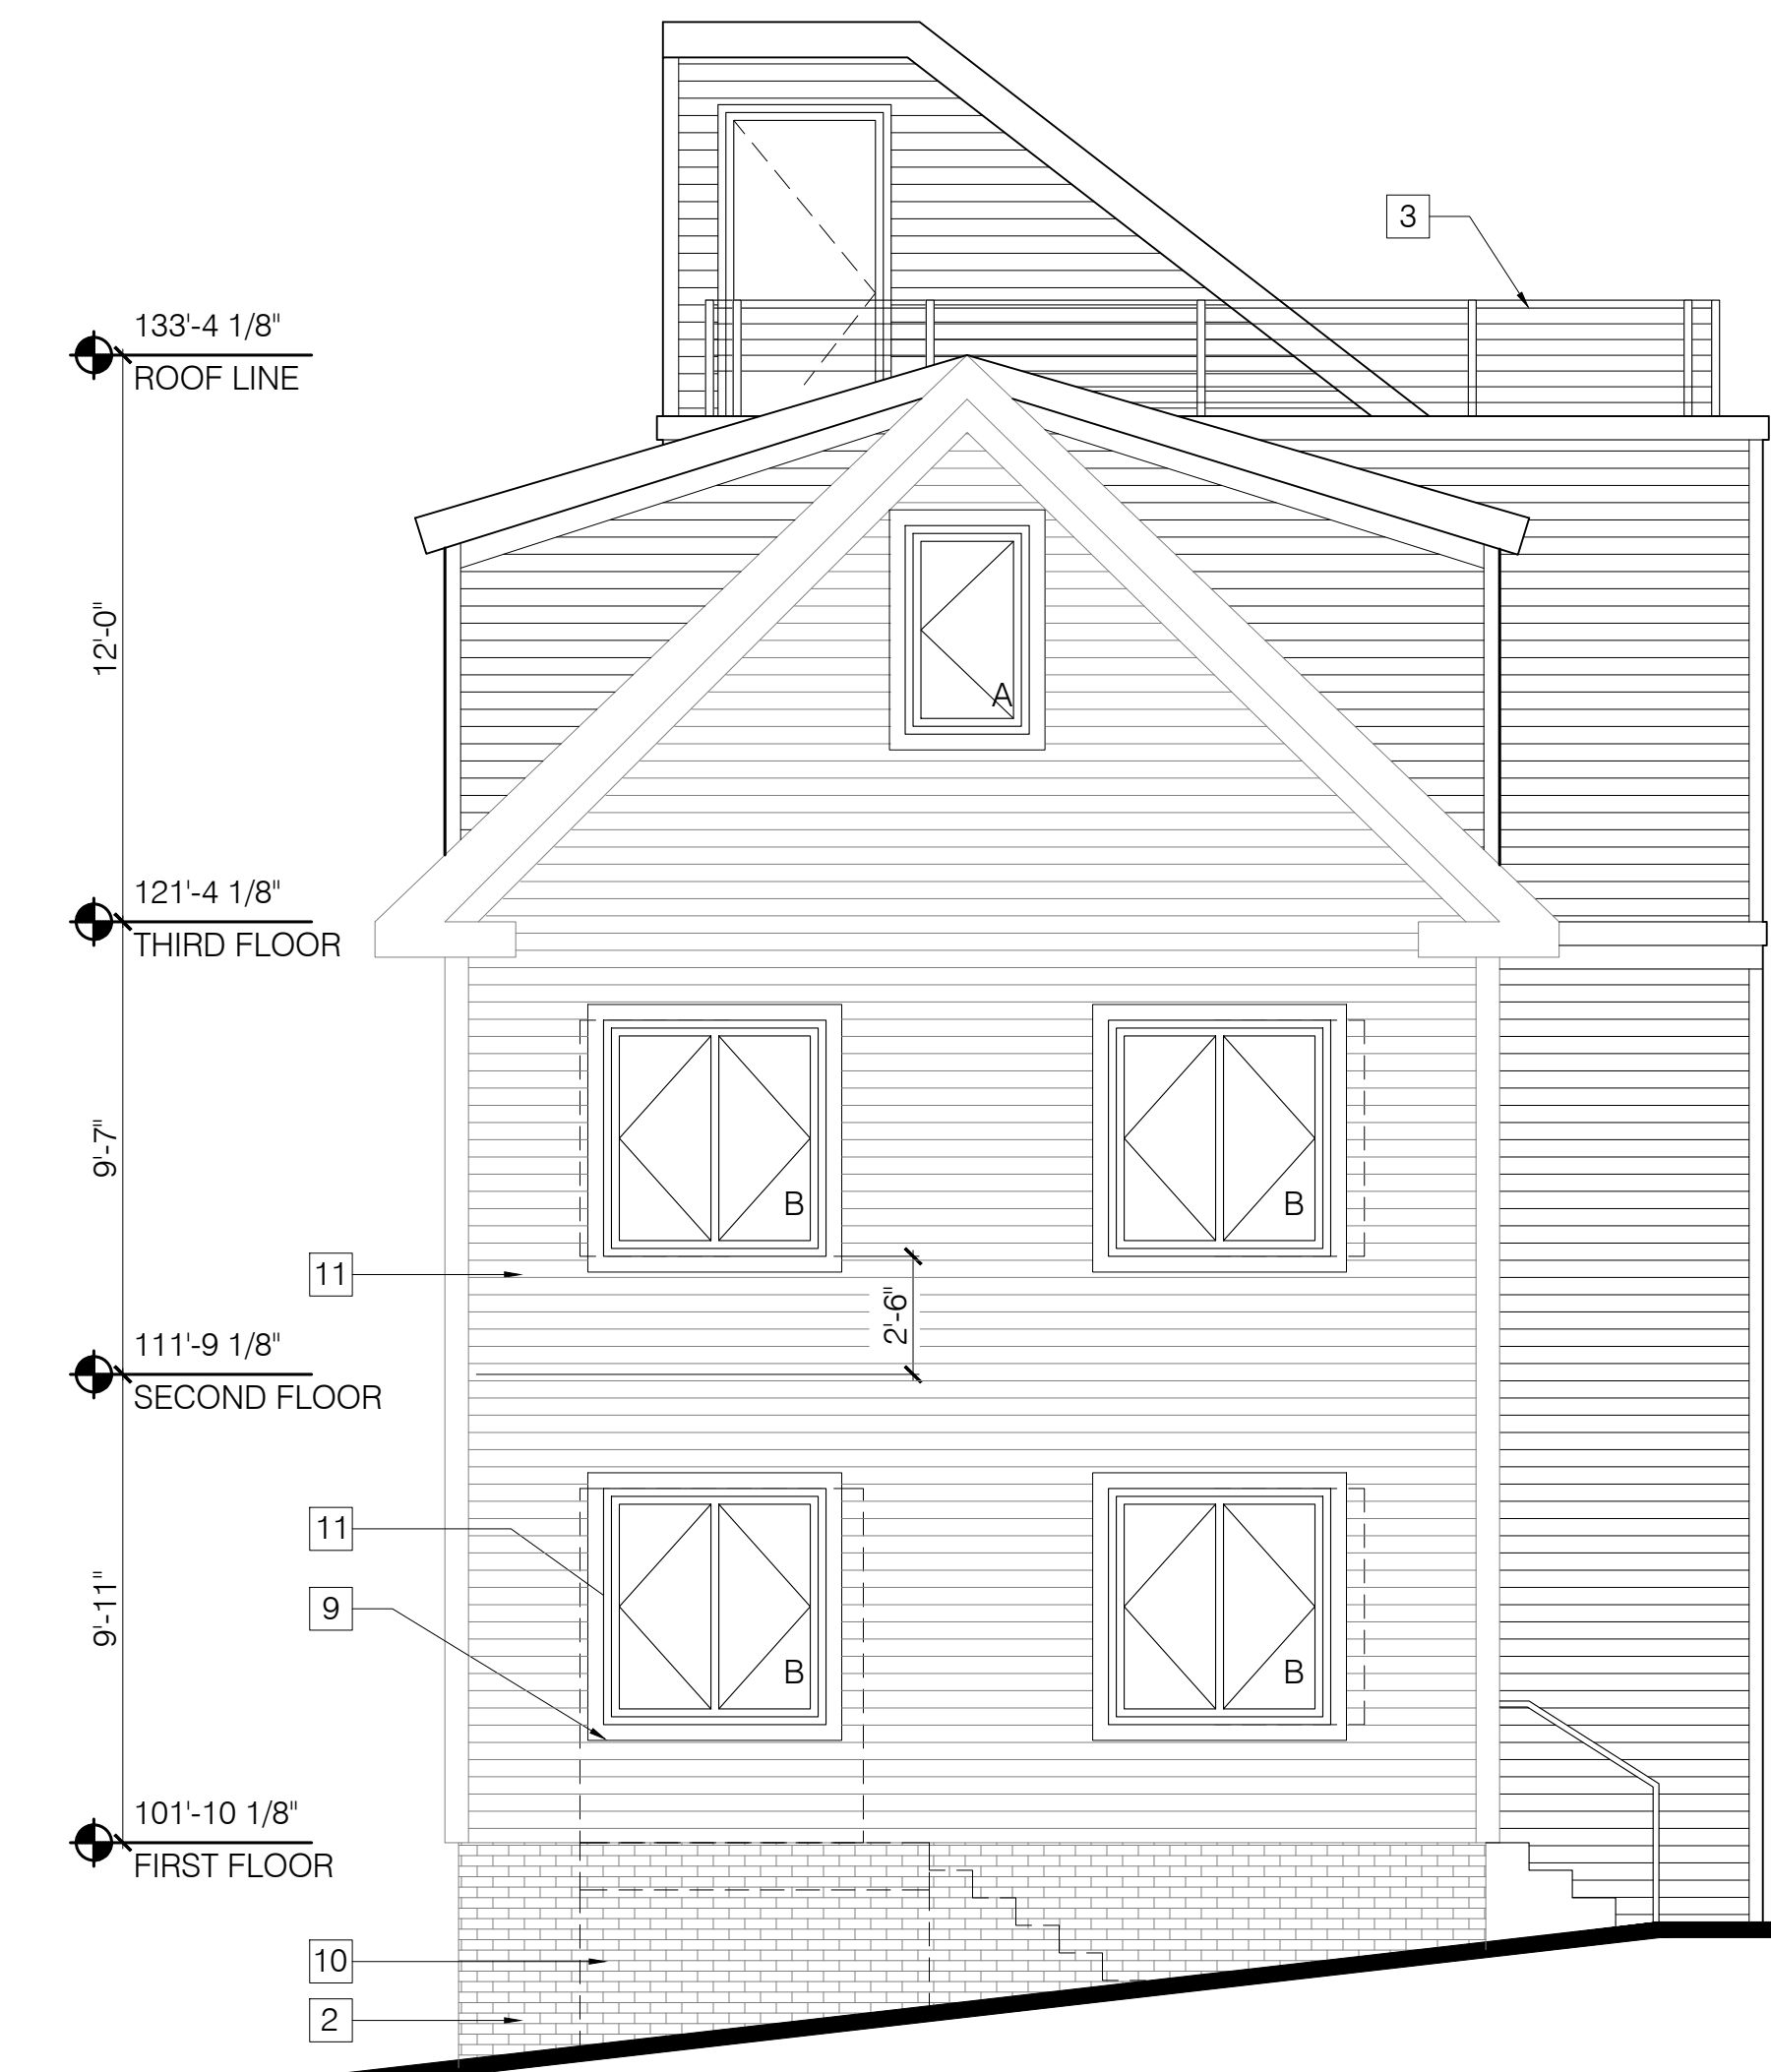 3
133'-4 1/8"
ROOF LINE
12'-0"
A
121'-4 1/8"
THIRD FLOOR
9'-7"
B
B
11
2'-6"
111'-9 1/8"
SECOND FLOOR
11
9
9'-11"
B
B
101'-10 1/8"
FIRST FLOOR
10
2